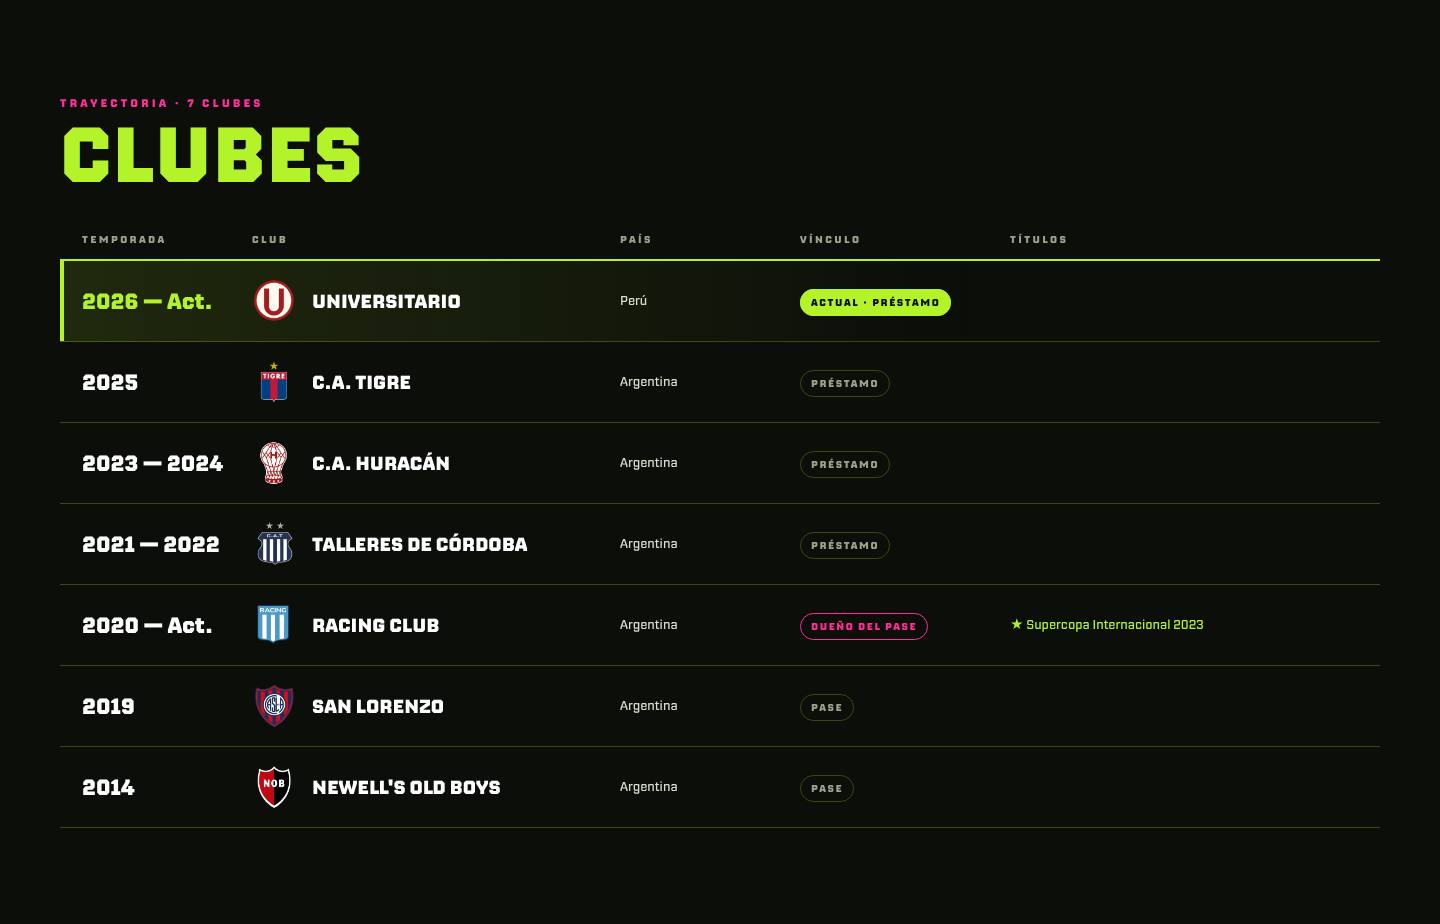 TRAYECTORIA · 7 CLUBES
CLUBES
TEMPORADA CLUB PAÍS VÍNCULO TÍTULOS
2026 — Act. U UNIVERSITARIO Perú ACTUAL · PRÉSTAMO
2025 TIGRE C.A. TIGRE Argentina PRÉSTAMO
2023 — 2024 H C.A. HURACÁN Argentina PRÉSTAMO
2021 — 2022 C.A.T TALLERES DE CÓRDOBA Argentina PRÉSTAMO
2020 — Act. RACING RACING CLUB Argentina DUEÑO DEL PASE ★ Supercopa Internacional 2023
2019 SAN LORENZO Argentina PASE
2014 NOB NEWELL'S OLD BOYS Argentina PASE